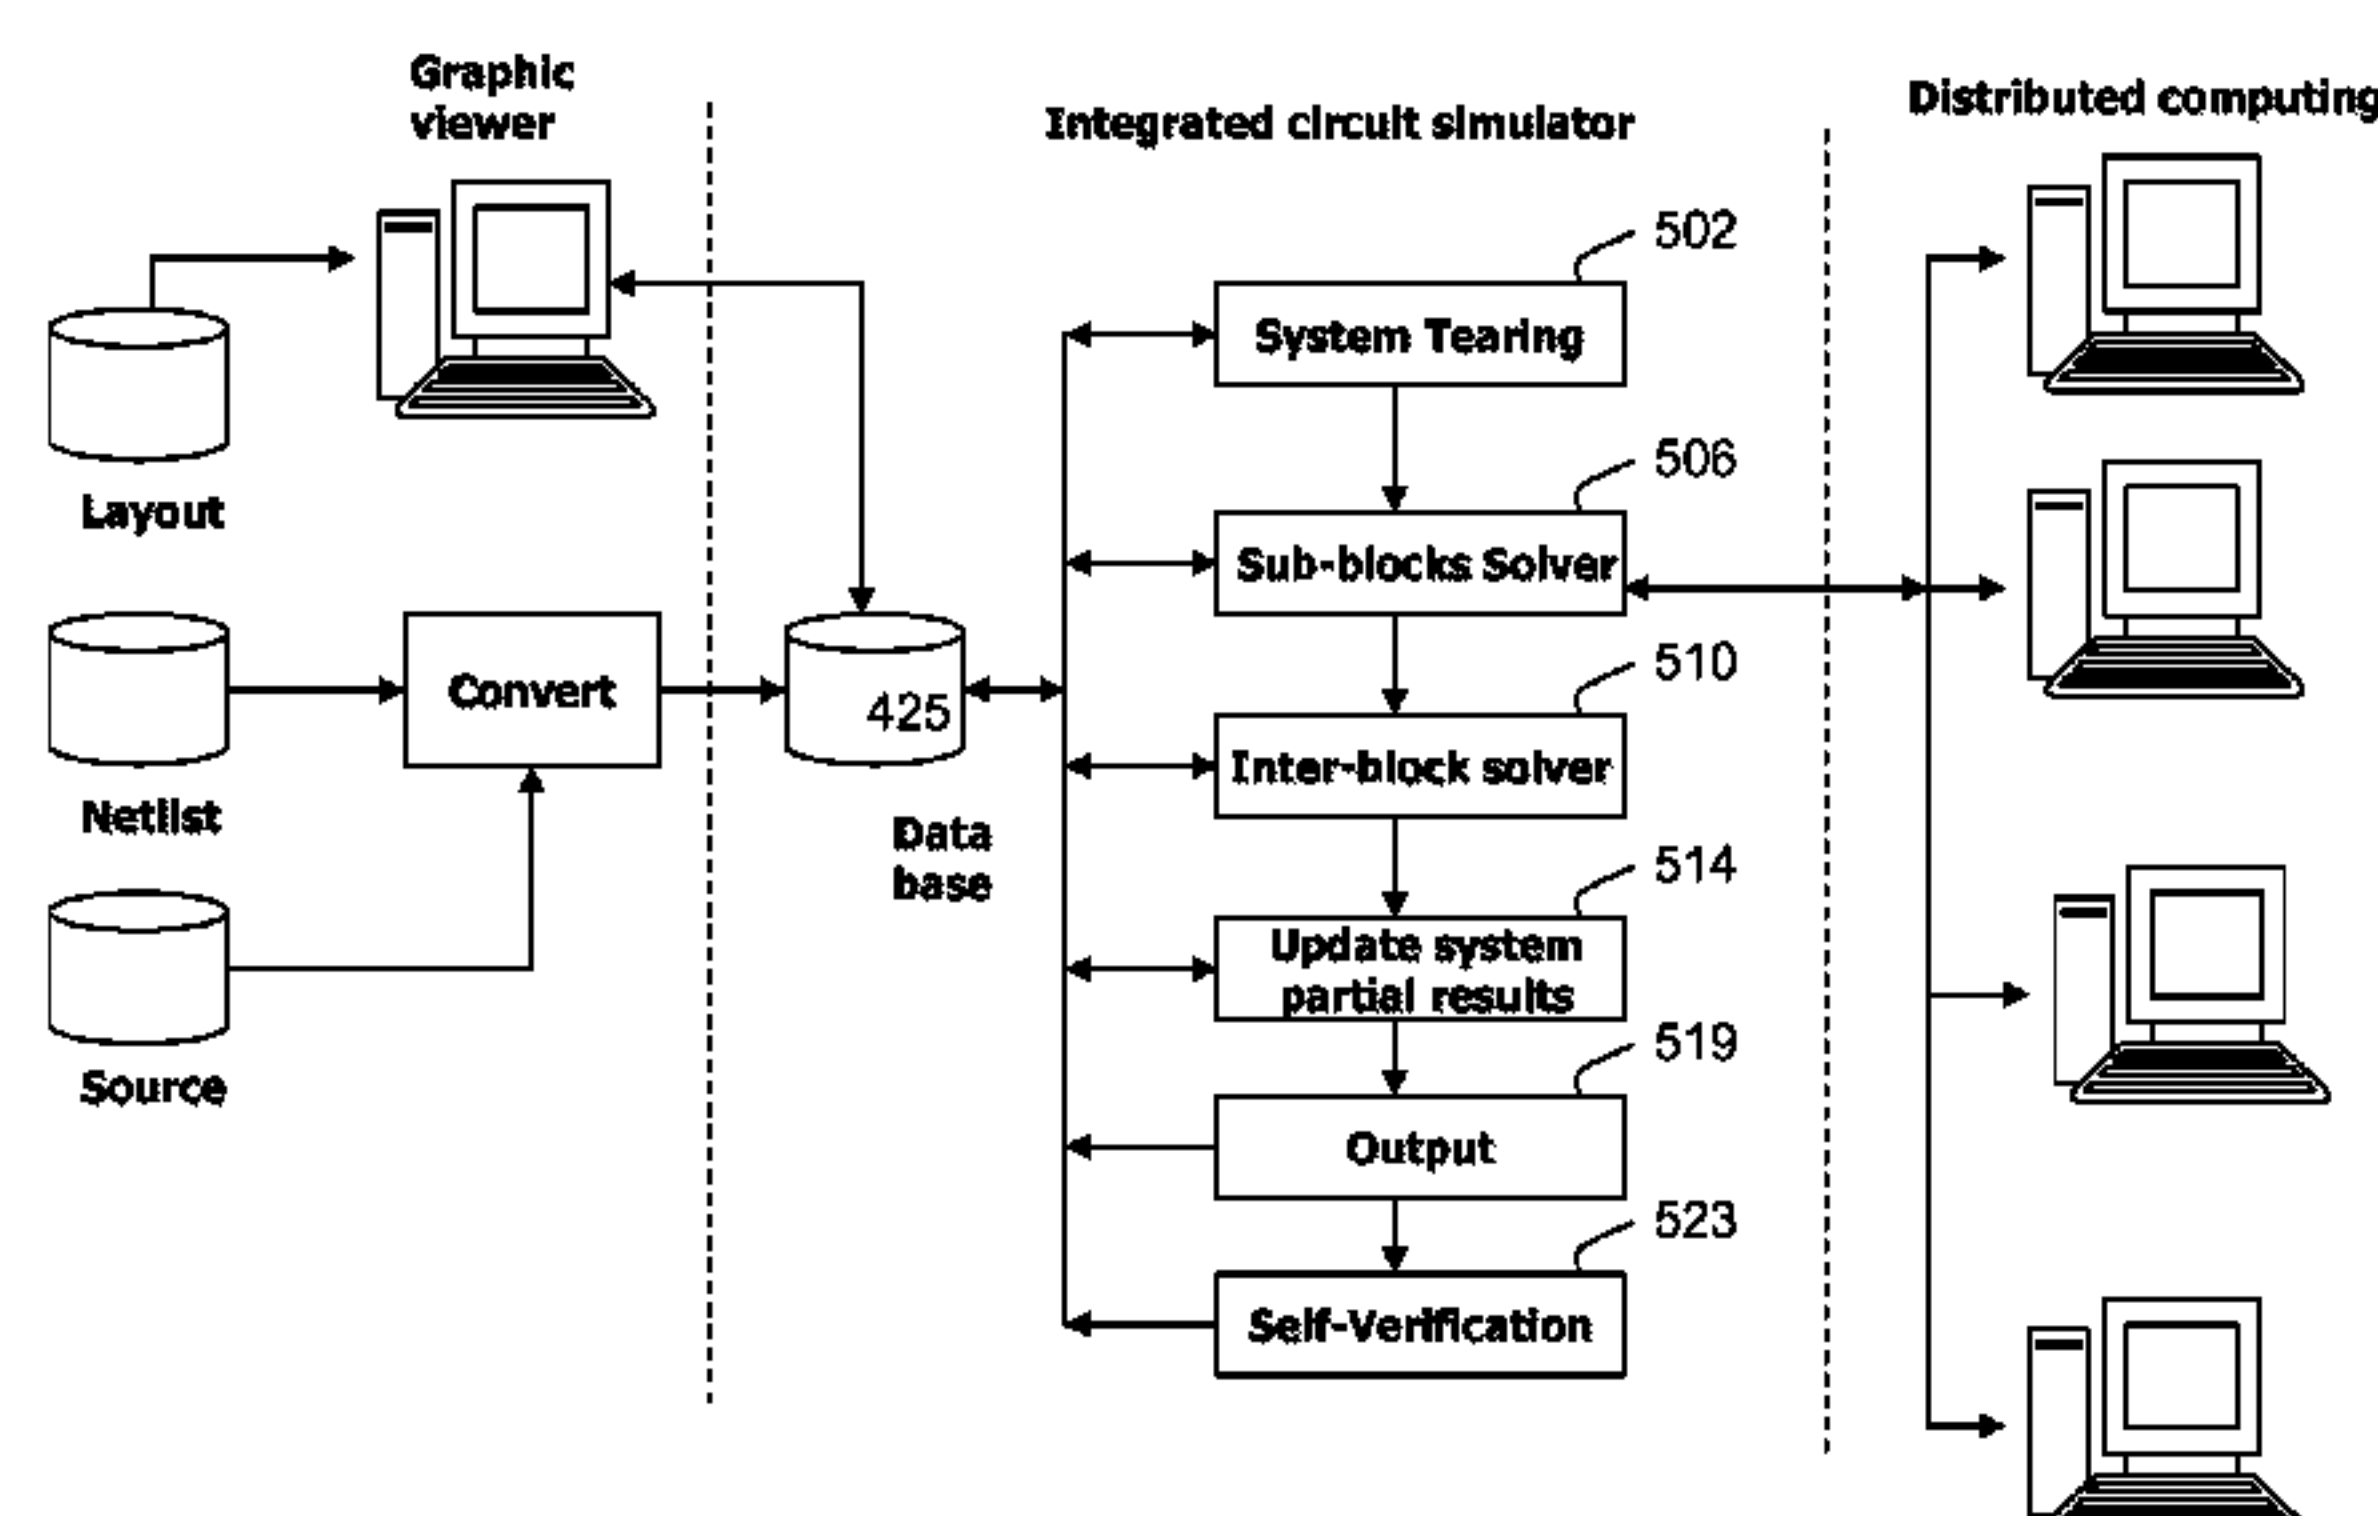 Graphic
viewer
Integrated circuit simulator
Distributed computing
502
System Tearing
506
Layout
Sub-blocks Solver
510
Convert
425
Inter-block solver
Netlist
Data
base
514
Update system
partial results
519
Source
Output
523
Self-Verification